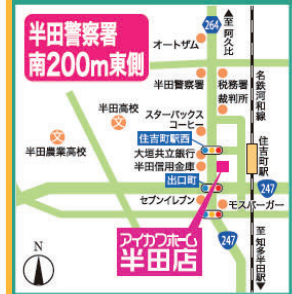 半田警察署
南200m東側
264
至阿久比
オートザム
半田警察署
税務署
裁判所
名鉄河和線
半田高校
文
スターバックス
コーヒー
住吉町駅西
住吉町駅
文
半田農業高校
大垣共立銀行
半田信用金庫
出口町
247
セブンイレブン
モスバーガー
アイカワホーム
半田店
247
至知多半田駅
N